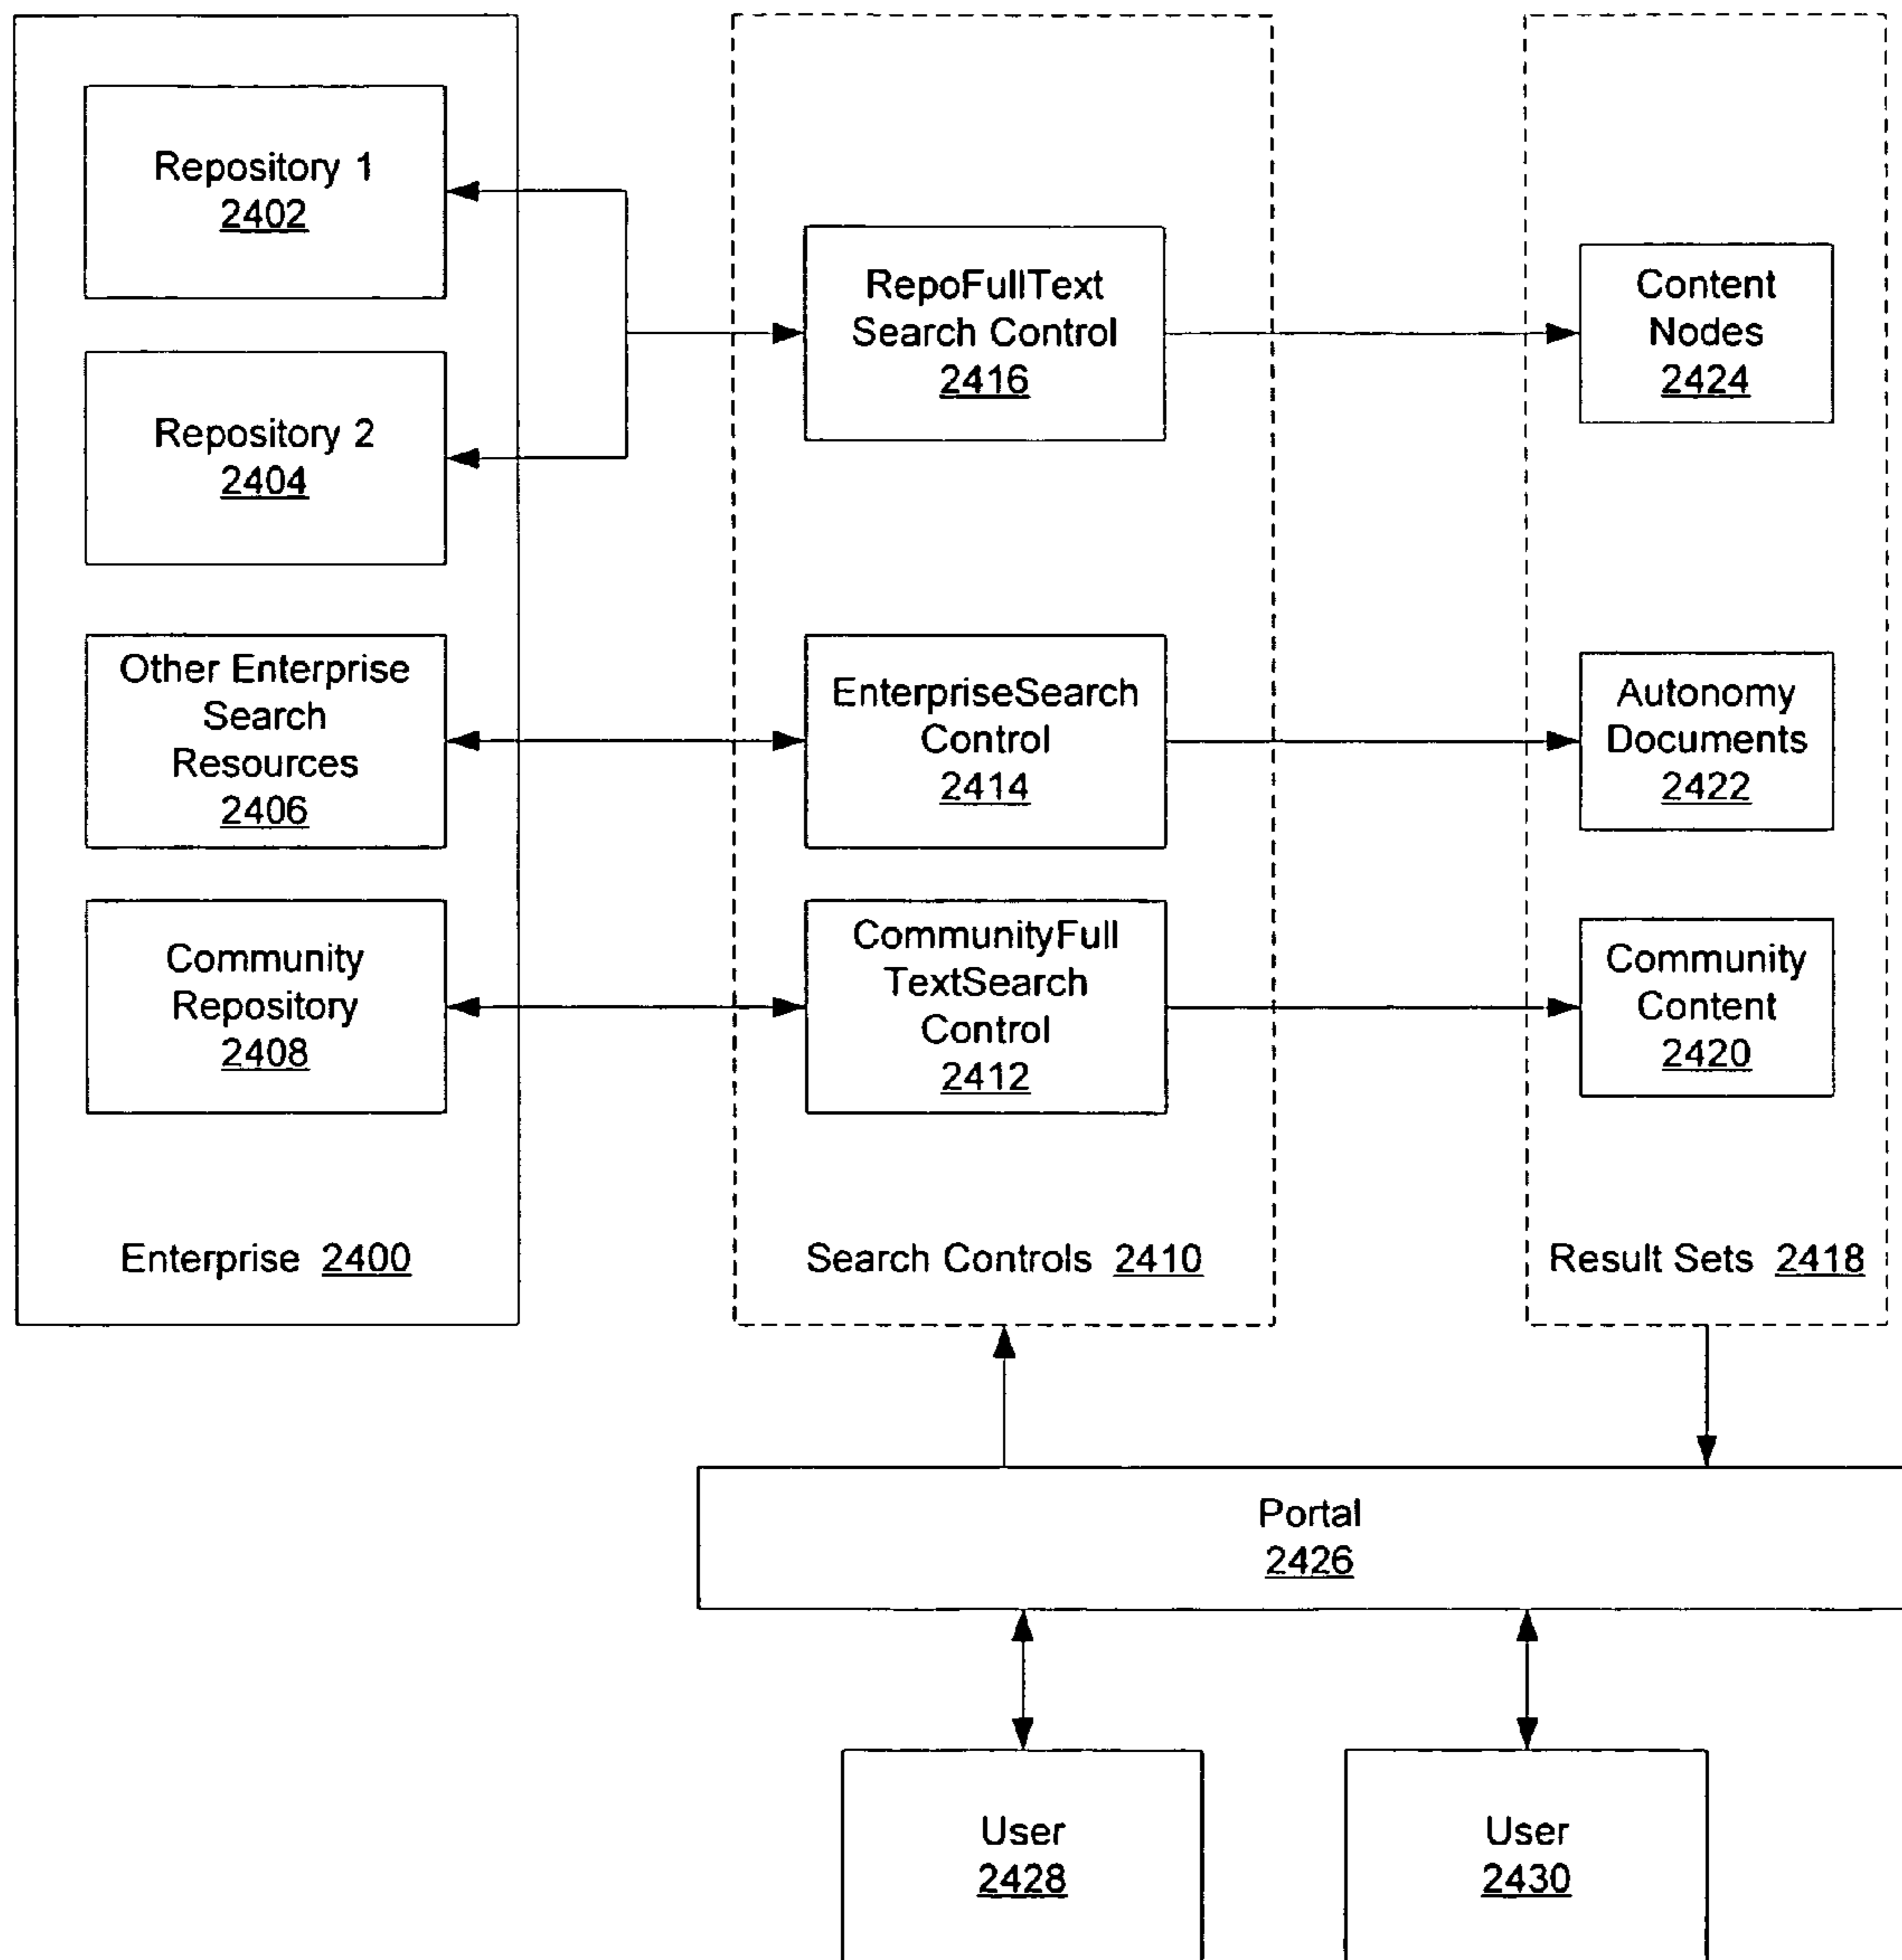 Repository 1
2402
Repository 2
2404
Other Enterprise
Search
Resources
2406
Community
Repository
2408
Enterprise 2400
RepoFullText
Search Control
2416
EnterpriseSearch
Control
2414
CommunityFull
TextSearch
Control
2412
Search Controls 2410
Content
Nodes
2424
Autonomy
Documents
2422
Community
Content
2420
Result Sets 2418
Portal
2426
User
2428
User
2430